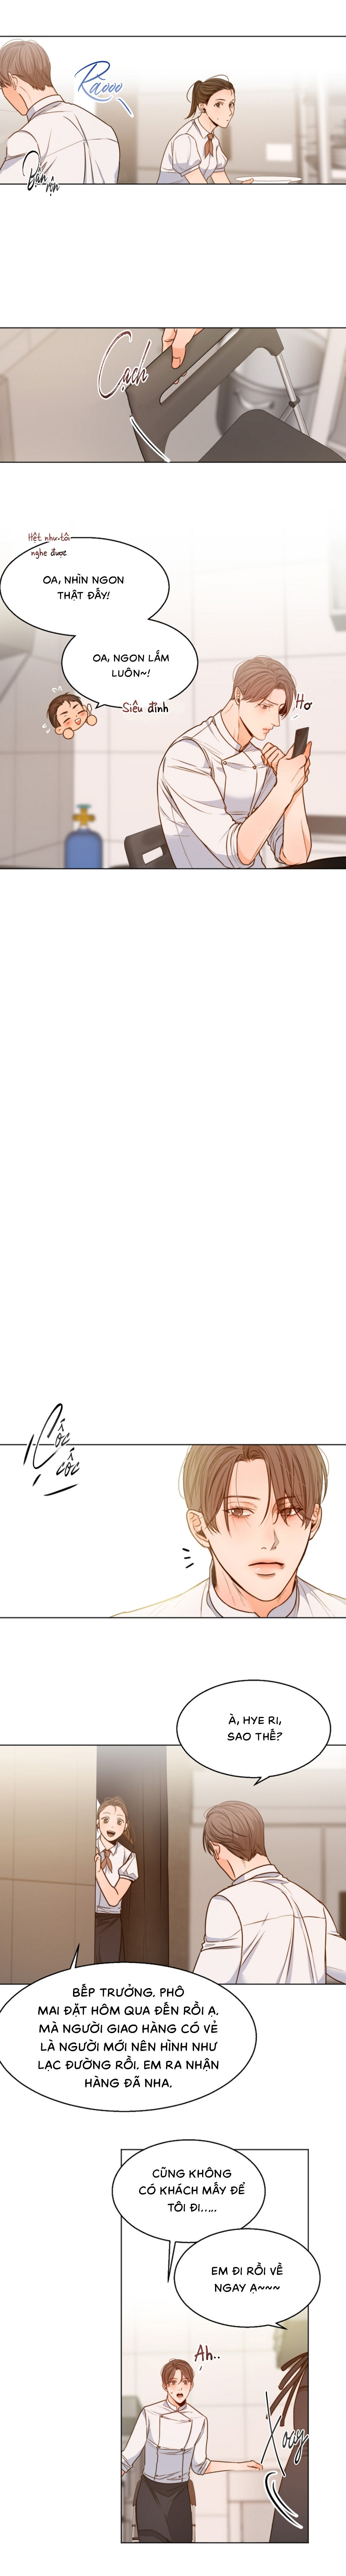 Ràooo
Bận
rộn
Cạch
Hệt như tôi
nghe được
OA, NHÌN NGON
THẬT ĐẤY!
OA, NGON LẮM
LUÔN~!
Siêu đỉnh
Hơ
Cốc
cốc
À, HYE RI,
SAO THẾ?
BẾP TRƯỞNG, PHÔ
MAI ĐẶT HÔM QUA ĐẾN RỒI Ạ,
MÀ NGƯỜI GIAO HÀNG CÓ VẺ
LÀ NGƯỜI MỚI NÊN HÌNH NHƯ
LẠC ĐƯỜNG RỒI, EM RA NHẬN
HÀNG ĐÃ NHA,
CŨNG KHÔNG
CÓ KHÁCH MẤY ĐỂ
TÔI ĐI.....
EM ĐI RỒI VỀ
NGAY Ạ~~~
Ah..
Xoay